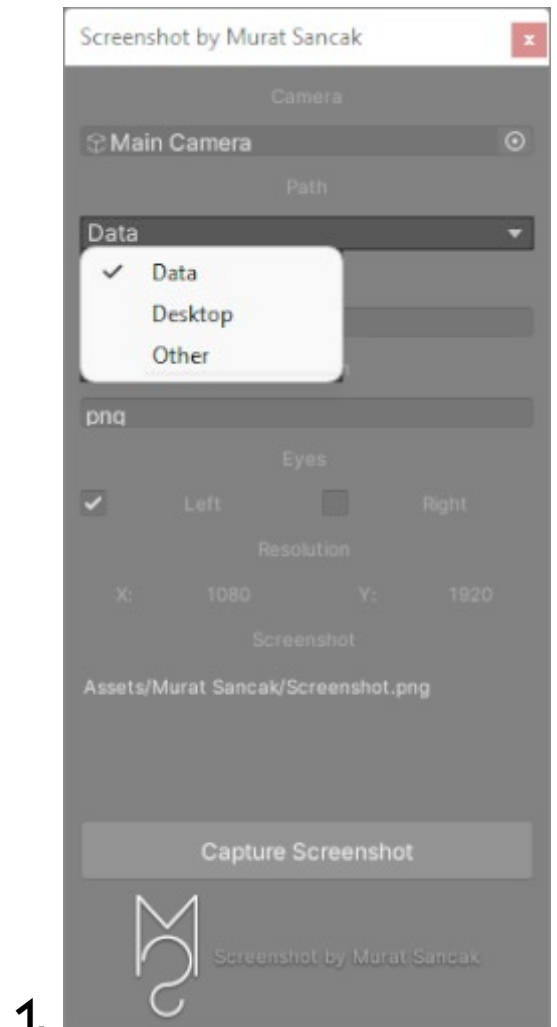 Screenshot by Murat Sancak
x
Camera
Main Camera
Path
Data
Data
Desktop
Other
png
Eyes
Left Right
Resolution
X: 1080 Y: 1920
Screenshot
Assets/Murat Sancak/Screenshot.png
Capture Screenshot
Screenshot by Murat Sancak
1.